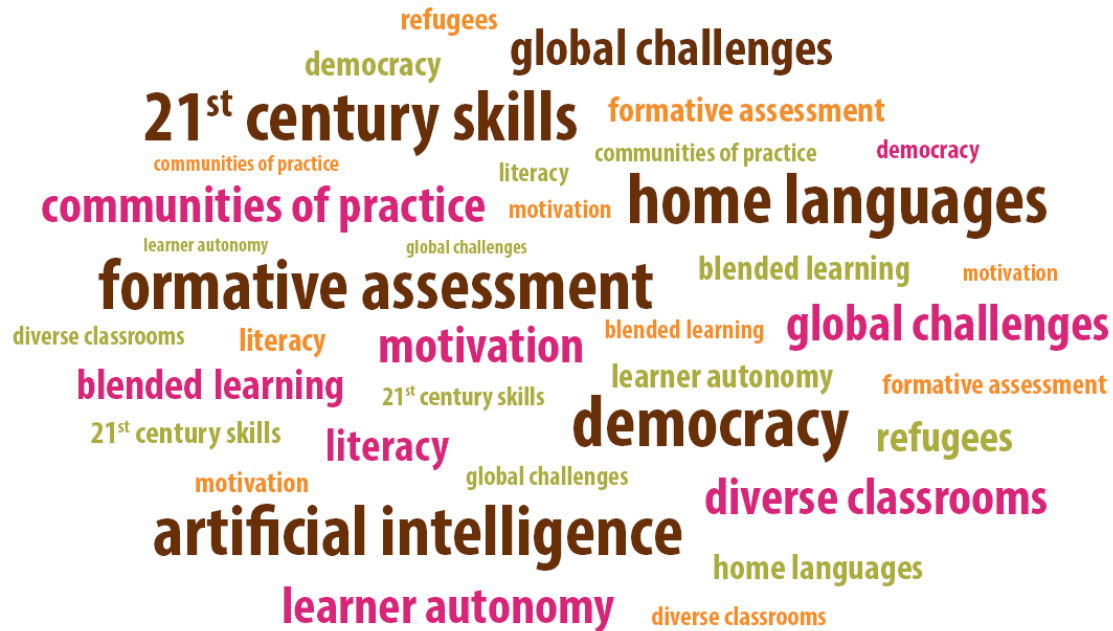 refugees
global challenges
democracy
21st century skills
formative assessment
communities of practice
democracy
communities of practice
literacy
home languages
communities of practice
motivation
learner autonomy
global challenges
formative assessment
blended learning
motivation
diverse classrooms
literacy
motivation
blended learning
global challenges
blended learning
21st century skills
learner autonomy
formative assessment
21st century skills
literacy
democracy
refugees
motivation
global challenges
diverse classrooms
artificial intelligence
home languages
learner autonomy
diverse classrooms